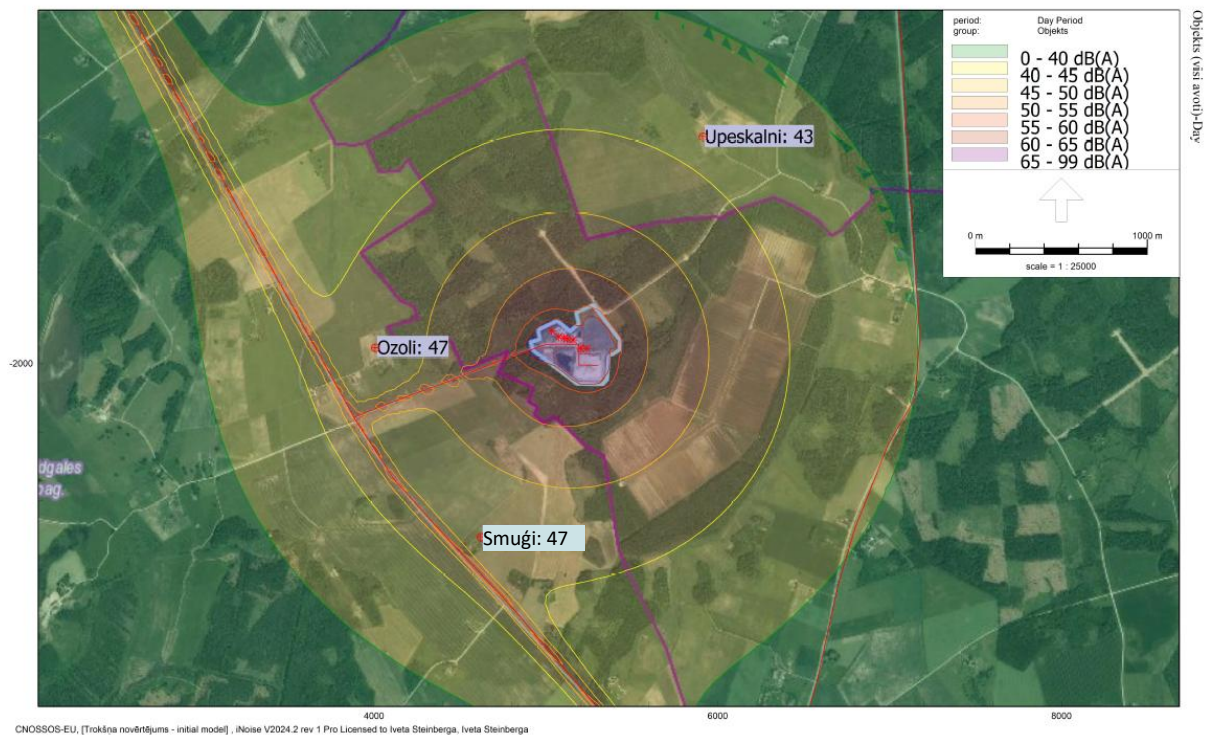 period: Day Period
group: Objekts
0 - 40 dB(A)
40 - 45 dB(A)
45 - 50 dB(A)
50 - 55 dB(A)
55 - 60 dB(A)
60 - 65 dB(A)
65 - 99 dB(A)
0 m 1000 m
scale = 1 : 25000
Objekts (visi avoti)-Day
Upeskalni: 43
Ozoli: 47
-2000
dgales
pag.
Smuģi: 47
4000 6000 8000
CNOSSOS-EU, [Trokšņa novērtējums - initial model] , iNoise V2024.2 rev 1 Pro Licensed to Iveta Steinberga, Iveta Steinberga